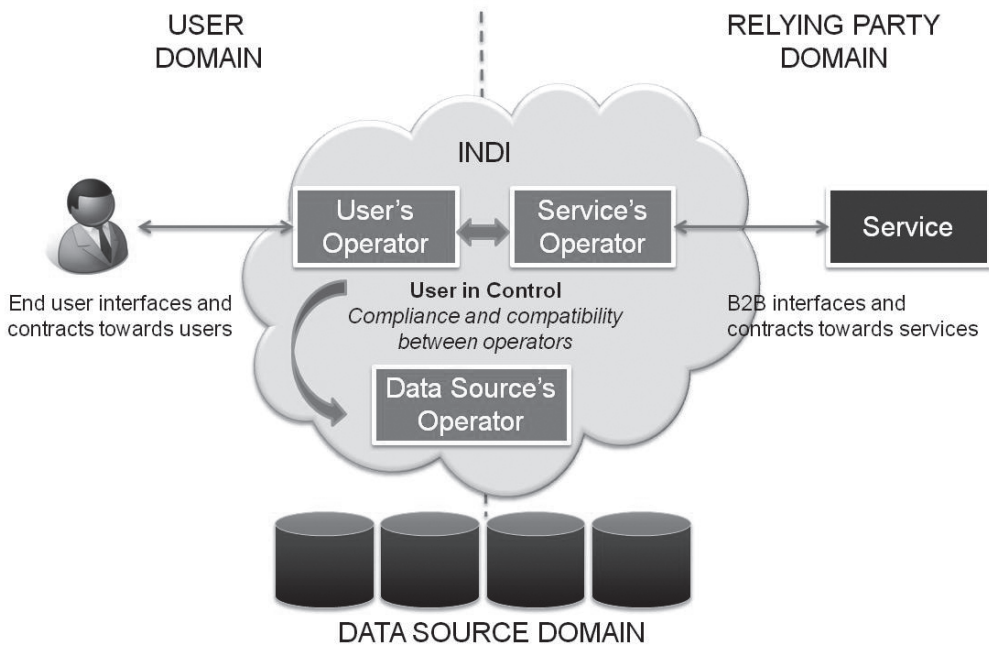 USER
DOMAIN
RELYING PARTY
DOMAIN
INDI
User's
Operator
Service's
Operator
Service
End user interfaces and
contracts towards users
User in Control
Compliance and compatibility
between operators
B2B interfaces and
contracts towards services
Data Source's
Operator
DATA SOURCE DOMAIN